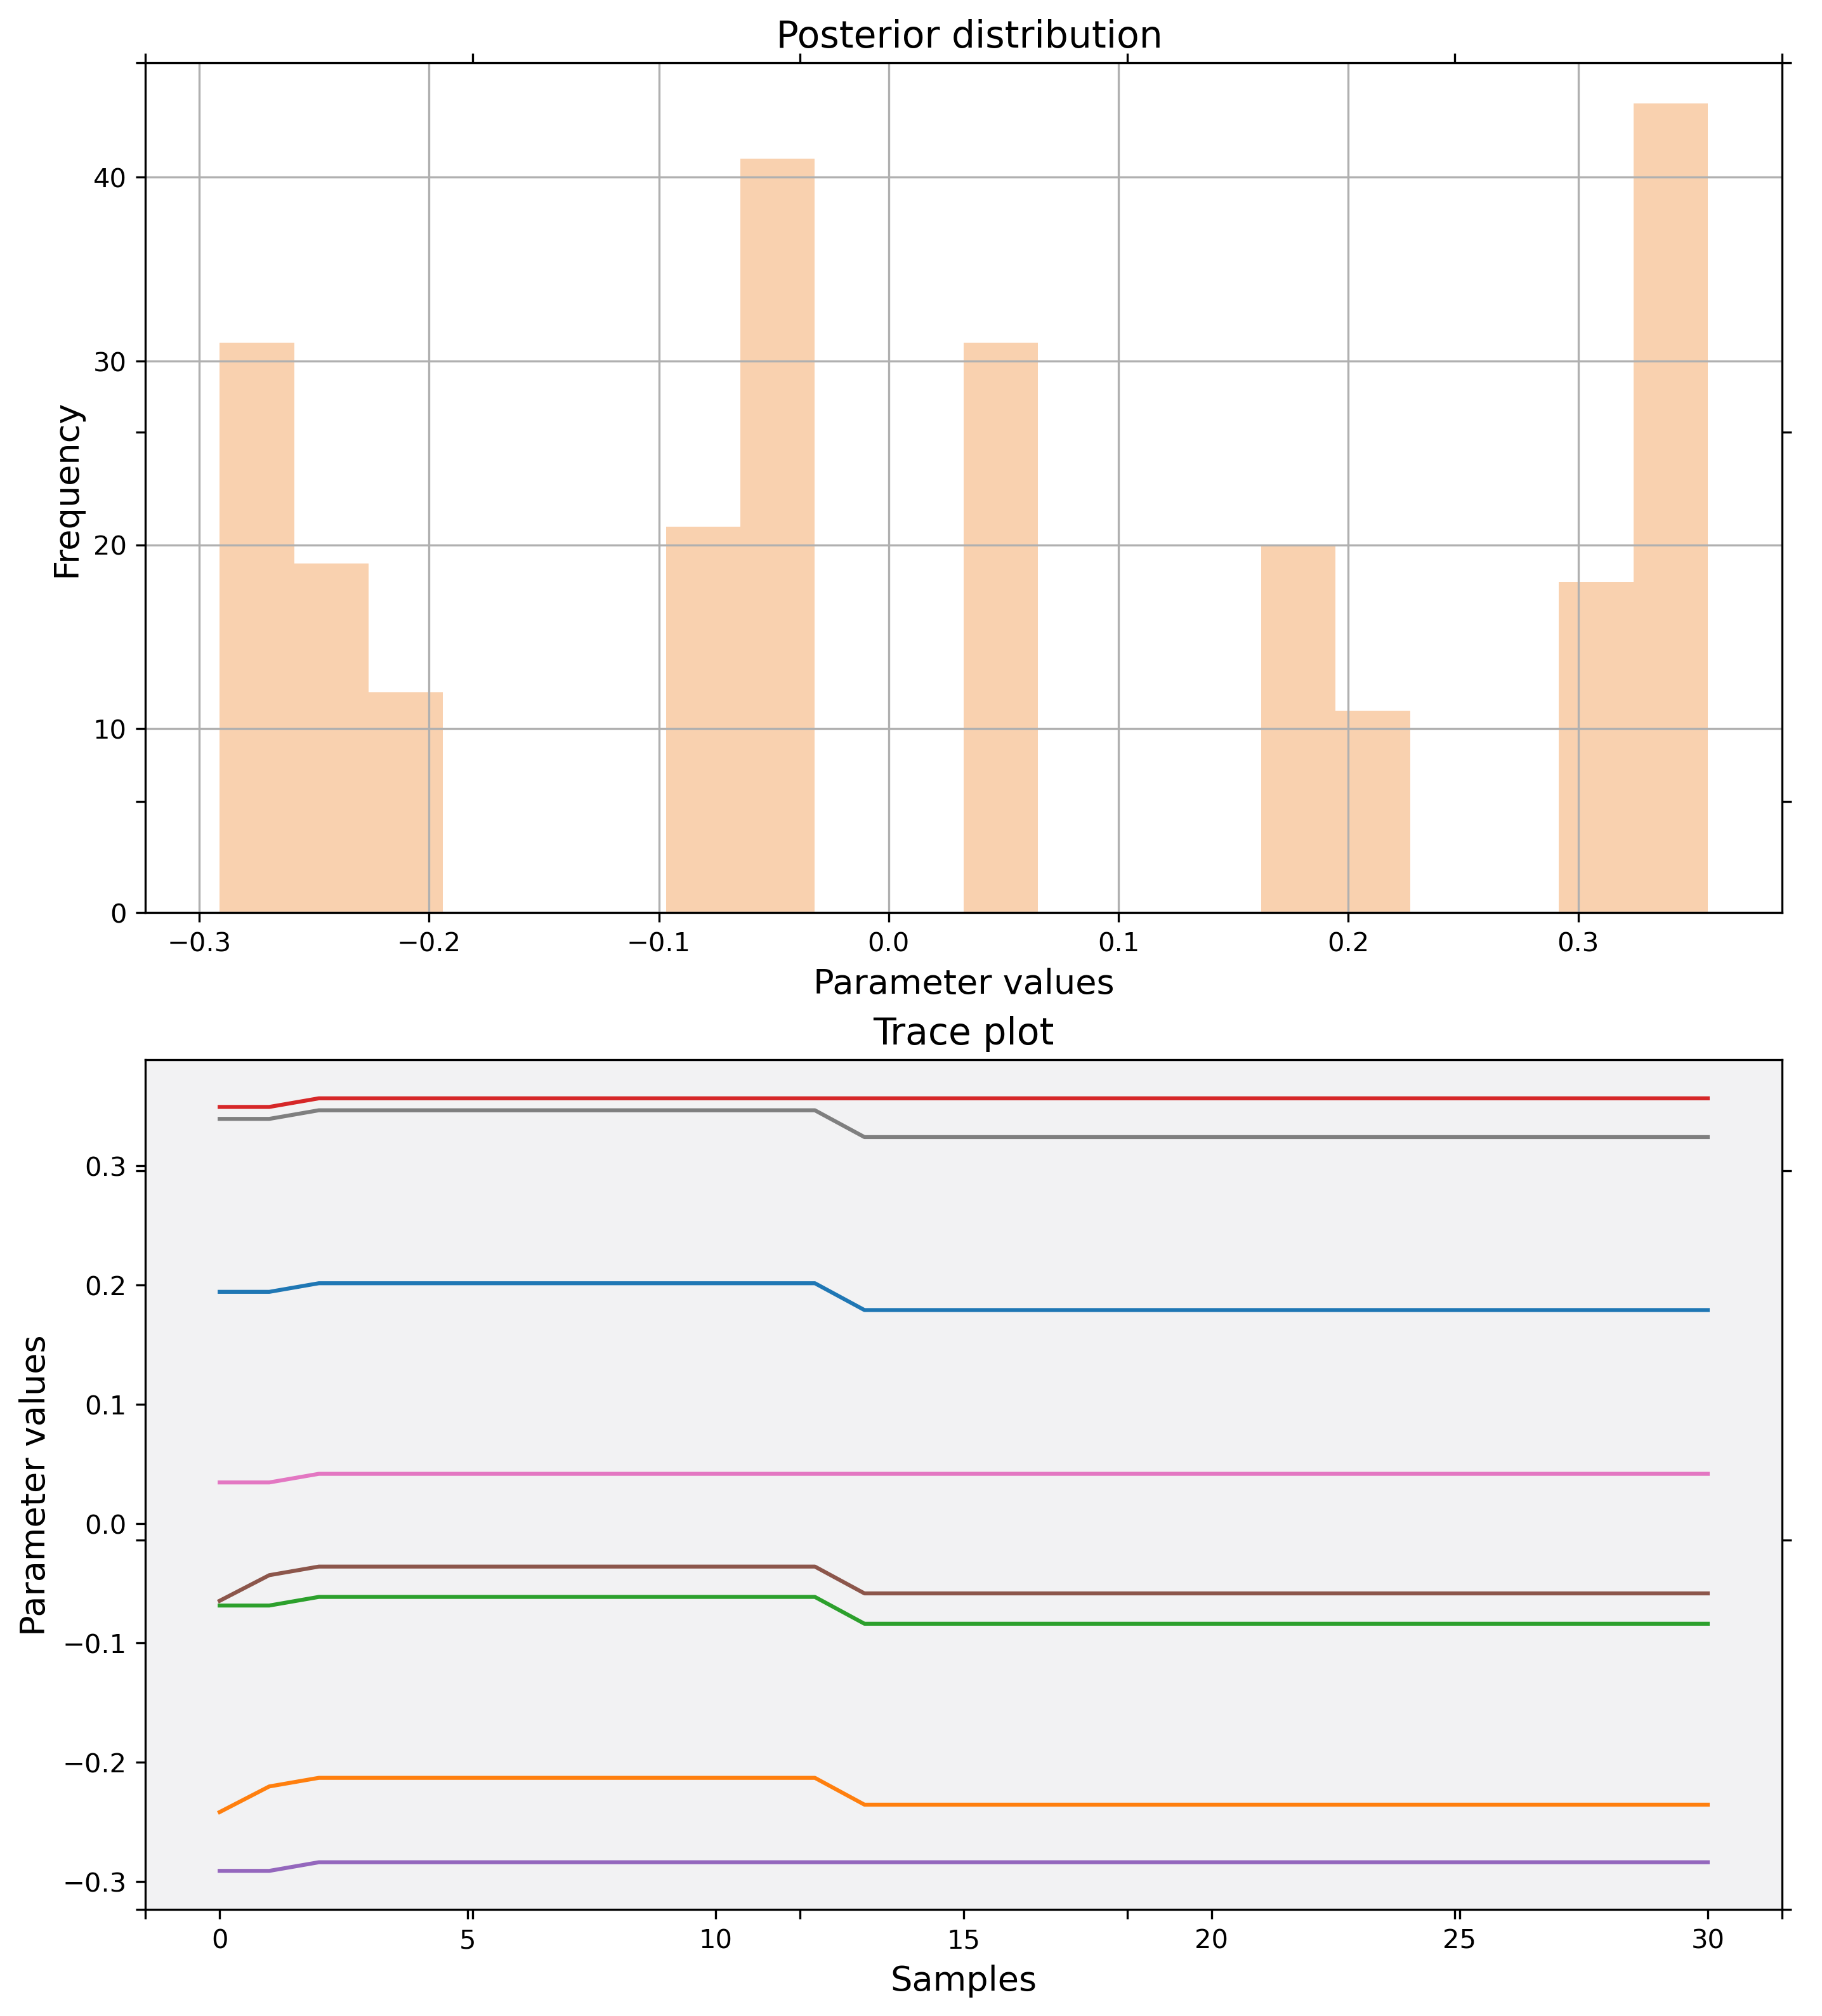 Posterior distribution
40
30
20
10
0
Frequency
−0.3 −0.2 −0.1 0.0 0.1 0.2 0.3
Parameter values
Trace plot
0.3
0.2
0.1
0.0
−0.1
−0.2
−0.3
Parameter values
0 5 10 15 20 25 30
Samples